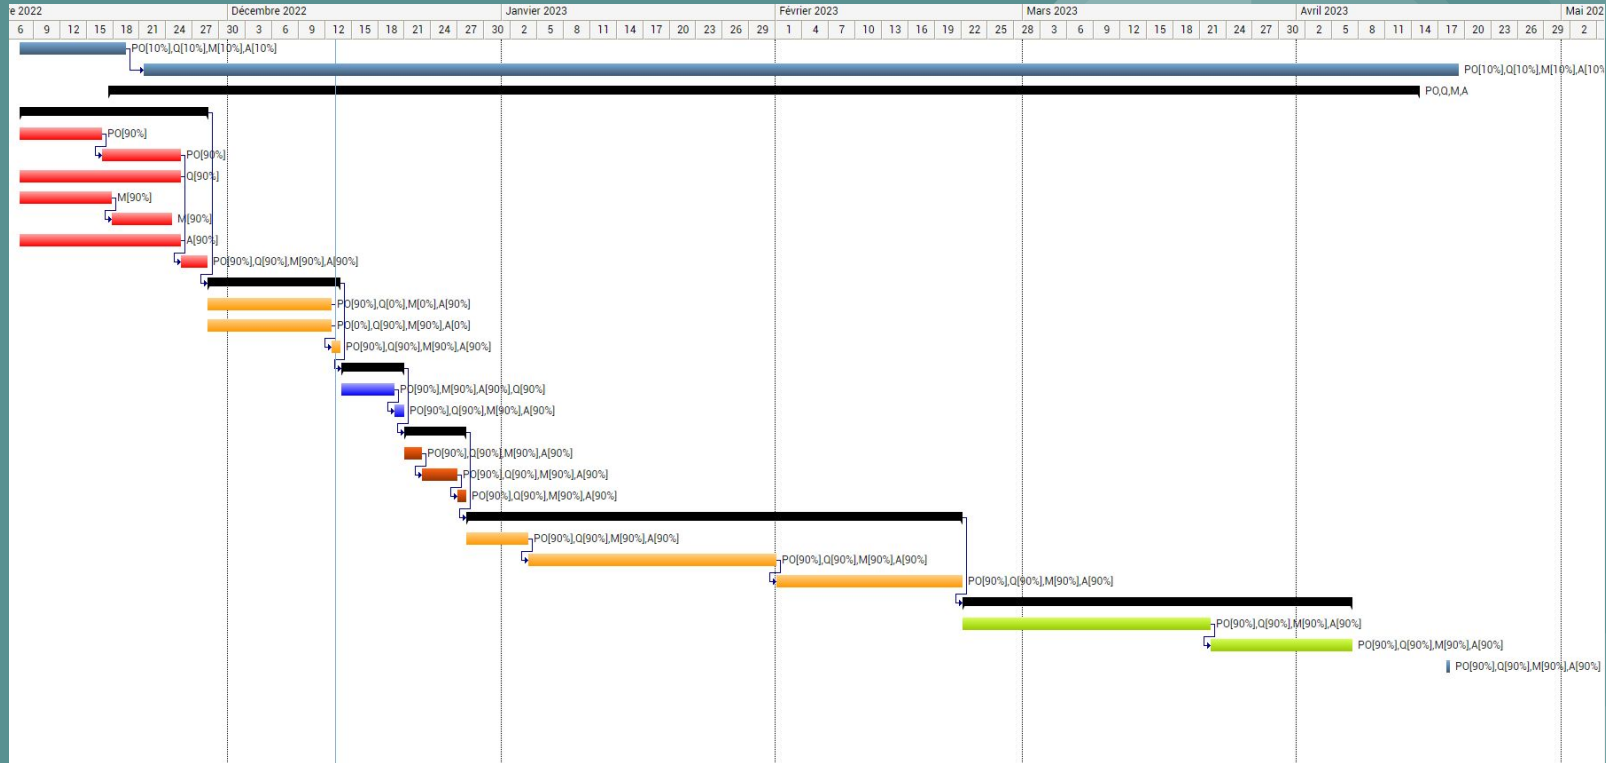 e 2022 Décembre 2022 Janvier 2023 Février 2023 Mars 2023 Avril 2023 Mai 202
6 9 12 15 18 21 24 27 30 3 6 9 12 15 18 21 24 27 30 2 5 8 11 14 17 20 23 26 29 1 4 7 10 13 16 19 22 25 28 3 6 9 12 15 18 21 24 27 30 2 5 8 11 14 17 20 23 26 29 2
PO[10%],Q[10%],M[10%],A[10%]
PO[10%],Q[10%],M[10%],A[10%
PO,Q,M,A
PO[90%]
PO[90%]
Q[90%]
M[90%]
M[90%]
A[90%]
PO[90%],Q[90%],M[90%],A[90%]
PO[90%],Q[0%],M[0%],A[90%]
PO[0%],Q[90%],M[90%],A[0%]
PO[90%],Q[90%],M[90%],A[90%]
PO[90%],M[90%],A[90%],Q[90%]
PO[90%],Q[90%],M[90%],A[90%]
PO[90%],Q[90%],M[90%],A[90%]
PO[90%],Q[90%],M[90%],A[90%]
PO[90%],Q[90%],M[90%],A[90%]
PO[90%],Q[90%],M[90%],A[90%]
PO[90%],Q[90%],M[90%],A[90%]
PO[90%],Q[90%],M[90%],A[90%]
PO[90%],Q[90%],M[90%],A[90%]
PO[90%],Q[90%],M[90%],A[90%]
PO[90%],Q[90%],M[90%],A[90%]